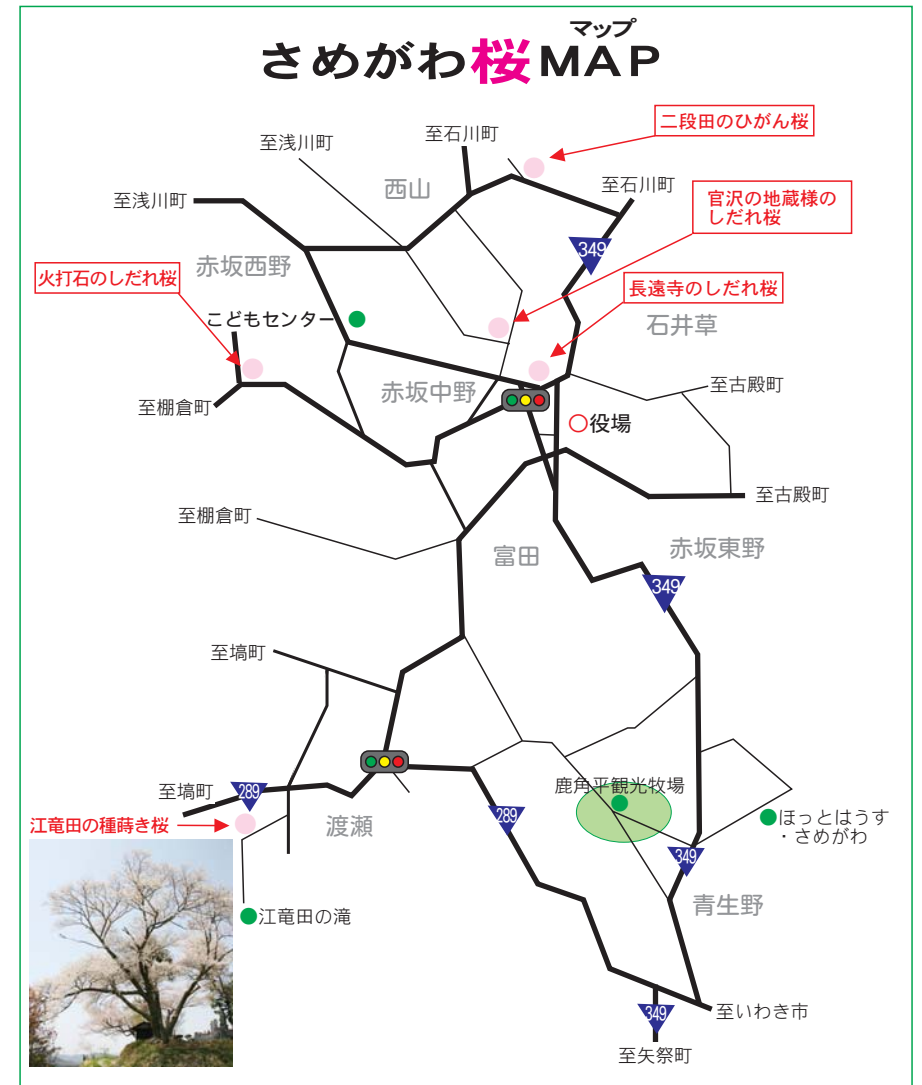 マップ
さめがわ桜MAP
二段田のひがん桜
至石川町
至浅川町
西山
至石川町
至浅川町
官沢の地蔵様の
しだれ桜
349
赤坂西野
火打石のしだれ桜
長遠寺のしだれ桜
こどもセンター
石井草
赤坂中野
至古殿町
至棚倉町
役場
至古殿町
至棚倉町
富田
赤坂東野
349
至塙町
鹿角平観光牧場
至塙町
289
289
ほっとはうす
・さめがわ
江竜田の種蒔き桜
渡瀬
349
青生野
江竜田の滝
349
至いわき市
至矢祭町